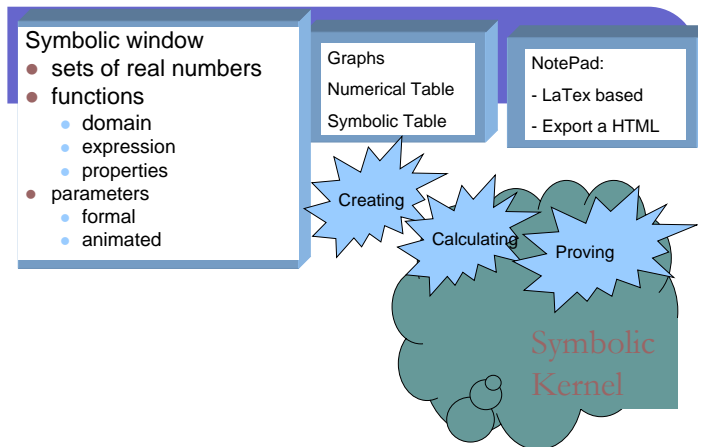 Symbolic window
sets of real numbers
functions
domain
expression
properties
parameters
formal
animated
Graphs
Numerical Table
Symbolic Table
NotePad:
- LaTex based
- Export a HTML
Creating
Calculating
Proving
Symbolic
Kernel